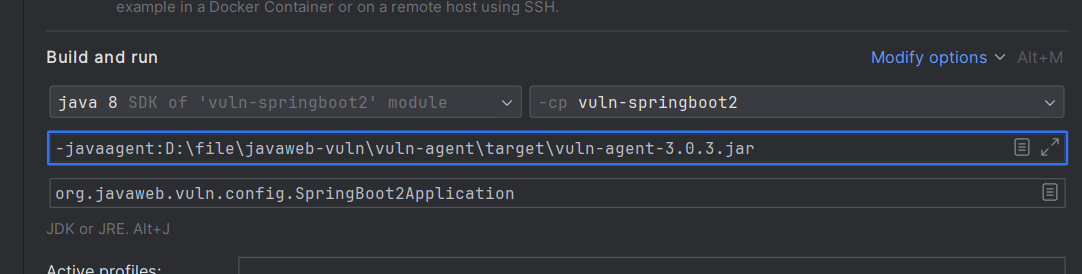 example in a Docker Container or on a remote host using SSH.
Build and run
Modify options Alt+M
java 8 SDK of 'vuln-springboot2' module
-cp vuln-springboot2
-javaagent:D:\file\javaweb-vuln\vuln-agent\target\vuln-agent-3.0.3.jar
org.javaweb.vuln.config.SpringBoot2Application
JDK or JRE. Alt+J
Active profiles: